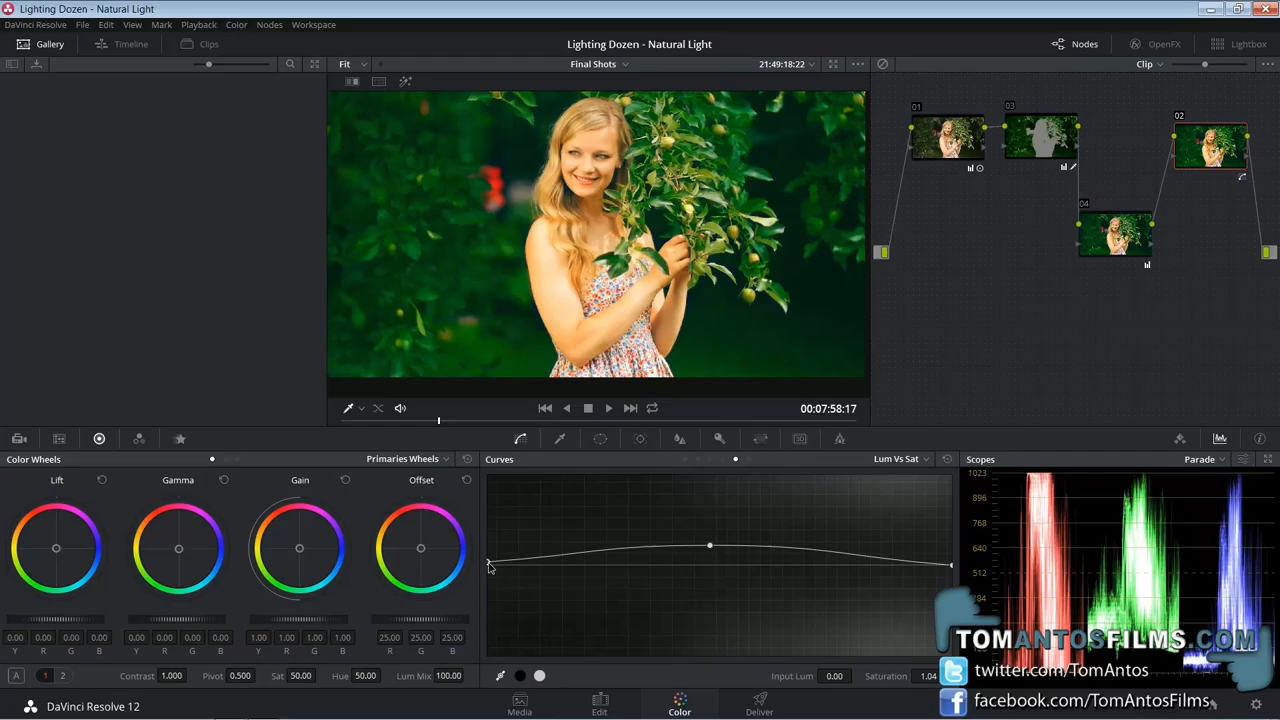 Lighting Dozen - Natural Light
DaVinci Resolve File Edit View Mark Playback Color Nodes Workspace
Gallery Timeline Clips Lighting Dozen - Natural Light Nodes OpenFX Lightbox
Fit Final Shots 21:49:18:22 Clip
01 03 02
04
00:07:58:17
Color Wheels Primaries Wheels Curves Lum Vs Sat Scopes Parade
Lift Gamma Gain Offset
1023
896
768
640
512
384
0.00 0.00 0.00 0.00 0.00 0.00 0.00 0.00 1.00 1.00 1.00 1.00 25.00 25.00 25.00
Y R G B Y R G B Y R G B R G B
A 1 2 Contrast 1.000 Pivot 0.500 Sat 50.00 Hue 50.00 Lum Mix 100.00 Input Lum 0.00 Saturation 1.04
TOMANTOSFILMS.COM
twitter.com/TomAntos
facebook.com/TomAntosFilms
DaVinci Resolve 12 Media Edit Color Deliver